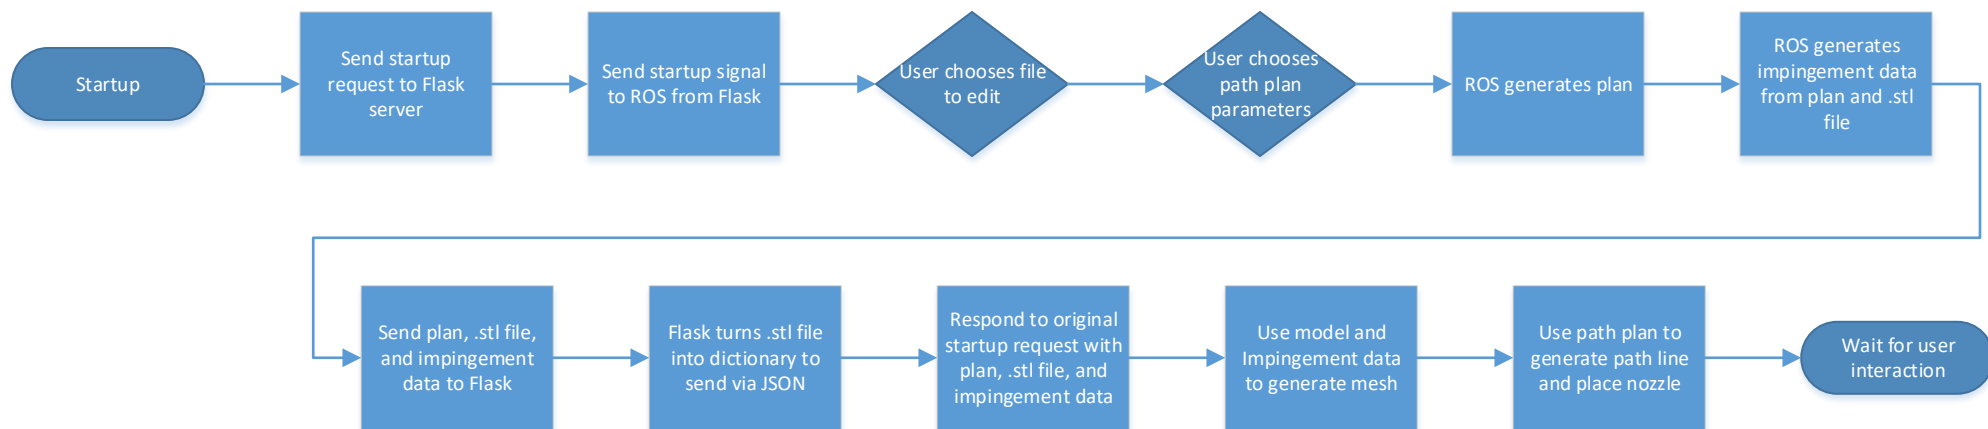 Startup
Send startup
request to Flask
server
Send startup signal
to ROS from Flask
User chooses file
to edit
User chooses
path plan
parameters
ROS generates plan
ROS generates
impingement data
from plan and .stl
file
Send plan, .stl file,
and impingement
data to Flask
Flask turns .stl file
into dictionary to
send via JSON
Respond to original
startup request with
plan, .stl file, and
impingement data
Use model and
Impingement data
to generate mesh
Use path plan to
generate path line
and place nozzle
Wait for user
interaction